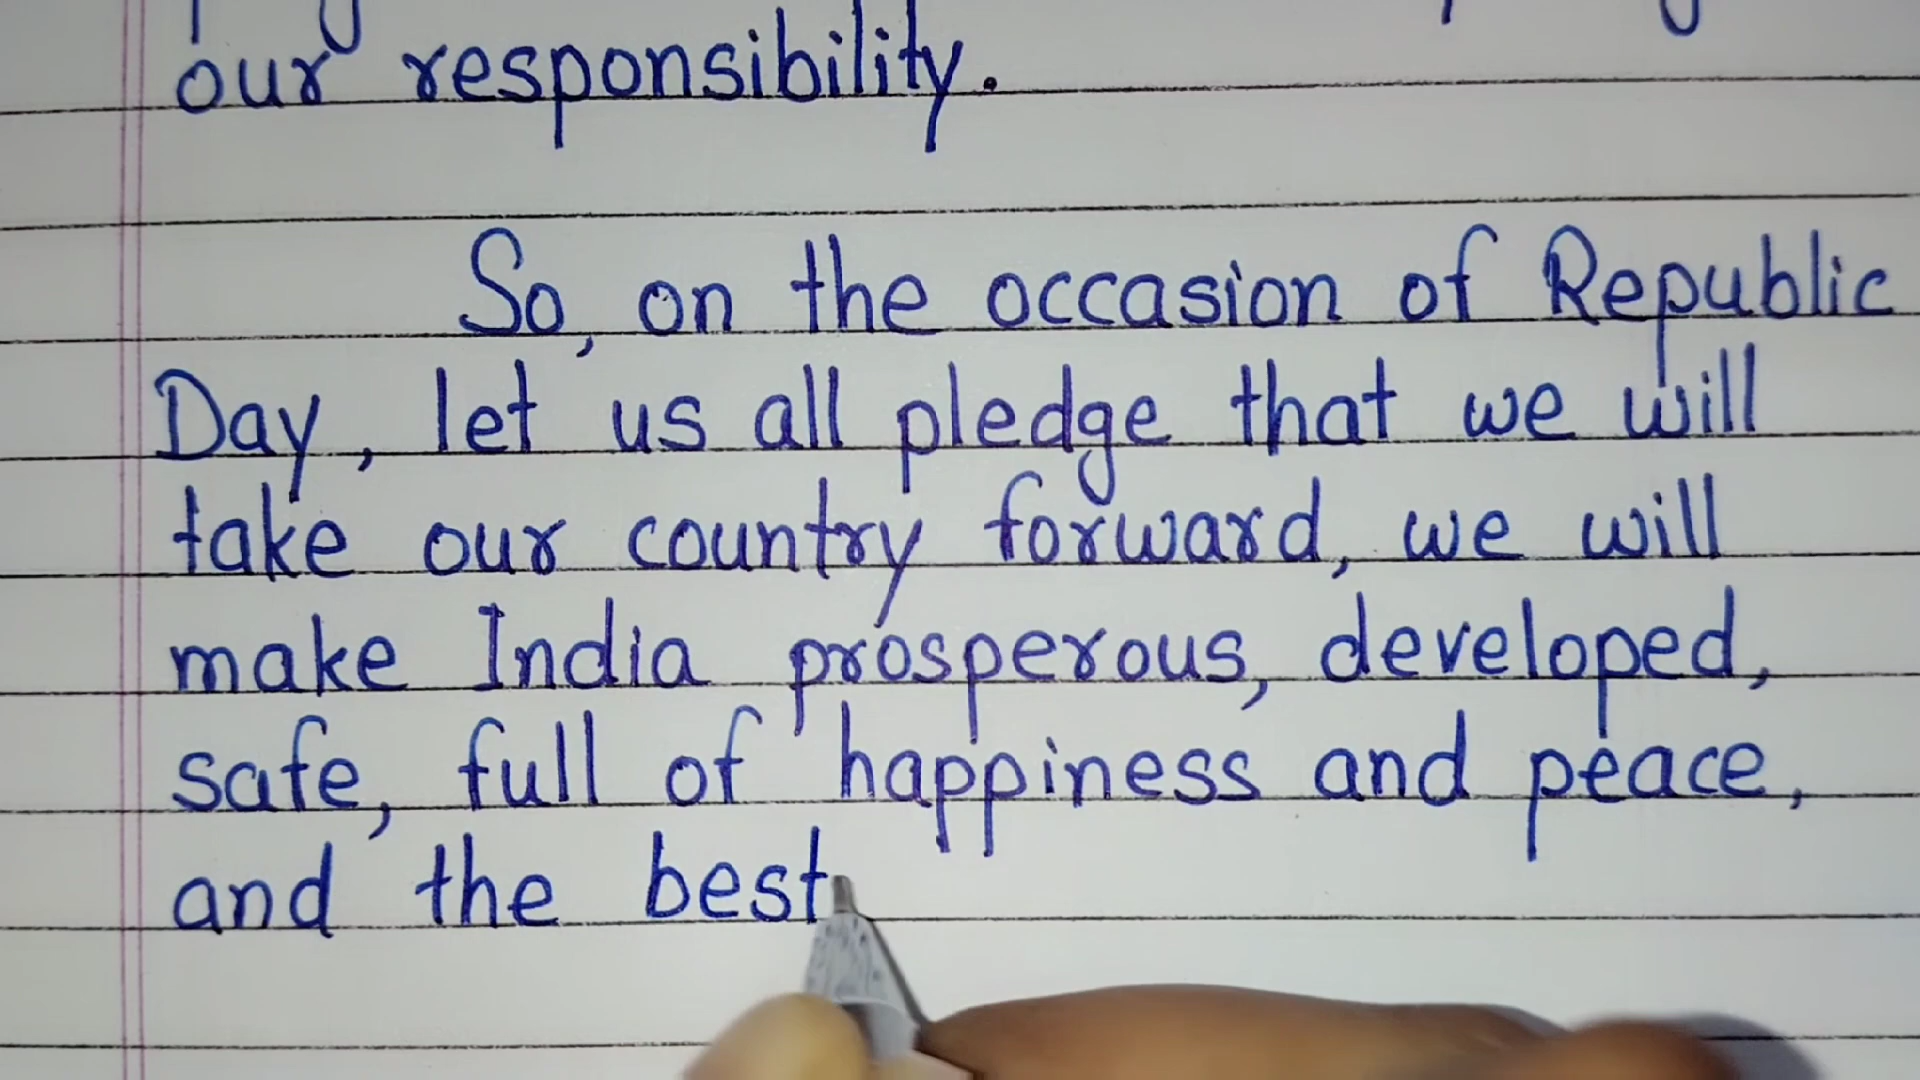 our responsibility.
So, on the occasion of Republic
Day, let us all pledge that we will
take our country forward, we will
make India prosperous, developed,
safe, full of happiness and peace,
and the best